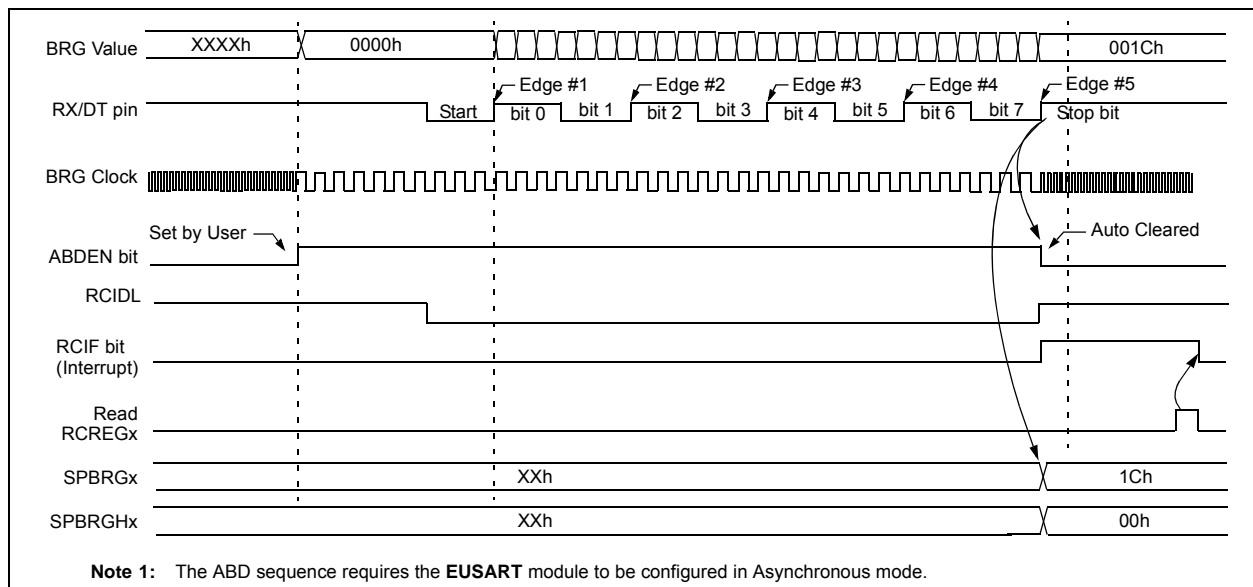 BRG Value XXXXh 0000h 001Ch
Edge #1 Edge #2 Edge #3 Edge #4 Edge #5
RX/DT pin Start bit 0 bit 1 bit 2 bit 3 bit 4 bit 5 bit 6 bit 7 Stop bit
BRG Clock
Set by User Auto Cleared
ABDEN bit
RCIDL
RCIF bit
(Interrupt)
Read
RCREGx
SPBRGx XXh 1Ch
SPBRGHx XXh 00h
Note 1: The ABD sequence requires the EUSART module to be configured in Asynchronous mode.